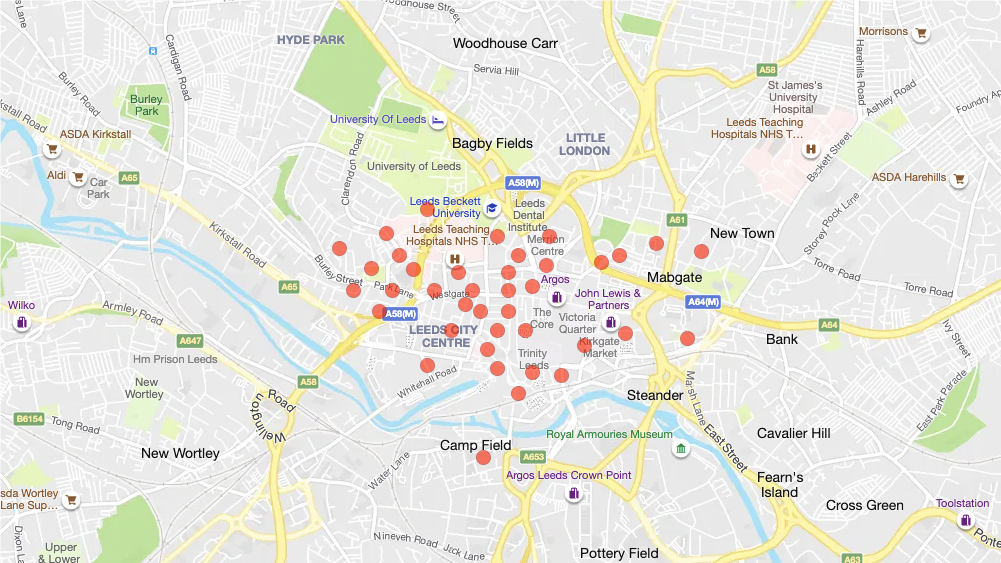 Woodhouse Street
HYDE PARK
Woodhouse Carr
Morrisons
Cardigan Road
Servia Hill
A58
Harehills Road
Burley Road
Burley
Park
St James's
University
Hospital
Ashley Road
Foundry
kstall Road
University Of Leeds
Leeds Teaching
Hospitals NHS T...
ASDA Kirkstall
Bagby Fields
LITTLE
LONDON
Beckett Street
Aldi
Car
Park
A65
Clarendon Road
University of Leeds
ASDA Harehills
A58(M)
Leeds Beckett
University
Leeds
Dental
Institute
Storey Rock Lane
A61
Kirkstall Road
Leeds Teaching
Hospitals NHS T...
Merrion
Centre
New Town
Burley Street
Torre Road
Torre Road
A65
Park Lane
Westgate
Argos
Mabgate
Wilko
Armley Road
John Lewis &
Partners
A64(M)
A58(M)
The
Core
Victoria
Quarter
LEEDS CITY
CENTRE
A64
A647
Kirkgate
Market
Bank
Ivy Street
Hm Prison Leeds
Trinity
Leeds
New
Wortley
A58
Whitehall Road
Marsh Lane
Steander
East Park Parade
Wellington
Road
B6154
Tong Road
Camp Field
Royal Armouries Museum
East Street
Cavalier Hill
New Wortley
A653
Water Lane
Argos Leeds Crown Point
Fearn's
Island
sda Wortley
Lane Sup...
Cross Green
Toolstation
Dixon La
Nineveh Road
Jack Lane
Upper
& Lower
Pottery Field
A63
Ponte